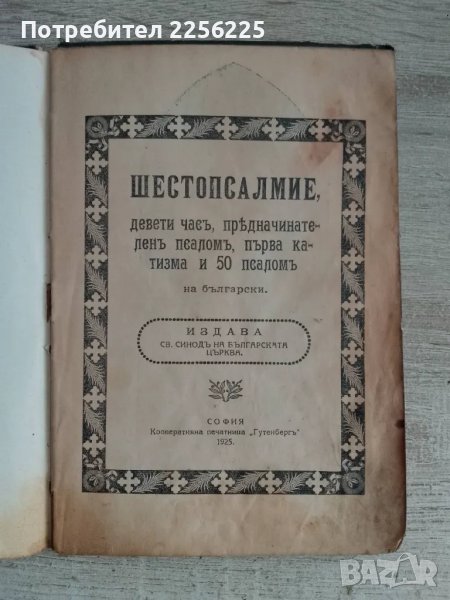 Потребител 2256225
ШЕСТОПСАЛМИЕ,
девети часъ, прѣдначинате-
ленъ псаломъ, първа ка-
тизма и 50 псаломъ
на български.
ИЗДАВА
СВ. СИНОДЪ НА БЪЛГАРСКАТА
ЦЪРКВА.
СОФИЯ
Кооперативна печатница „Гутенбергъ“
1925.
BAZAR